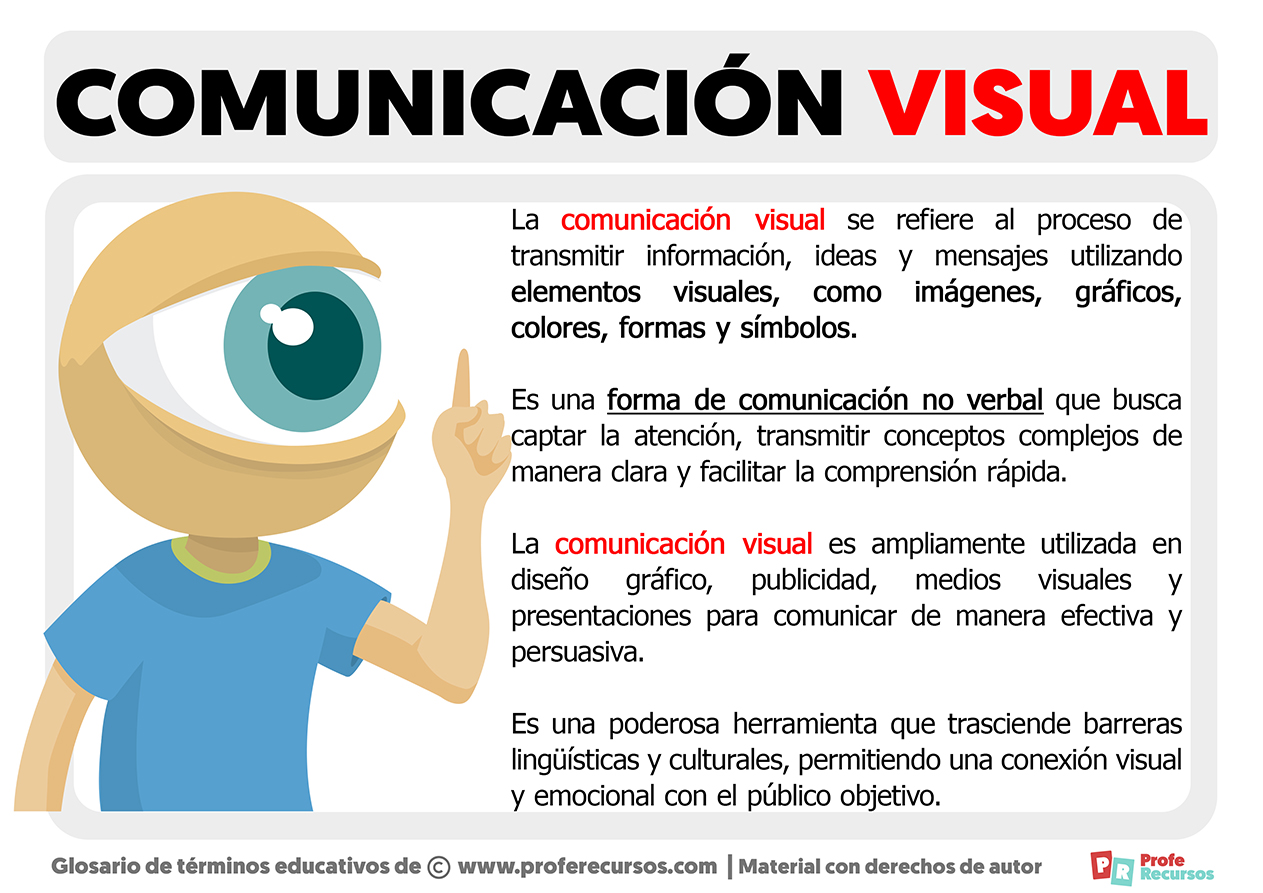 COMUNICACIÓN VISUAL
La comunicación visual se refiere al proceso de
transmitir información, ideas y mensajes utilizando
elementos visuales, como imágenes, gráficos,
colores, formas y símbolos.
Es una forma de comunicación no verbal que busca
captar la atención, transmitir conceptos complejos de
manera clara y facilitar la comprensión rápida.
La comunicación visual es ampliamente utilizada en
diseño gráfico, publicidad, medios visuales y
presentaciones para comunicar de manera efectiva y
persuasiva.
Es una poderosa herramienta que trasciende barreras
lingüísticas y culturales, permitiendo una conexión visual
y emocional con el público objetivo.
Glosario de términos educativos de © www.proferecursos.com | Material con derechos de autor
PR Profe
Recursos